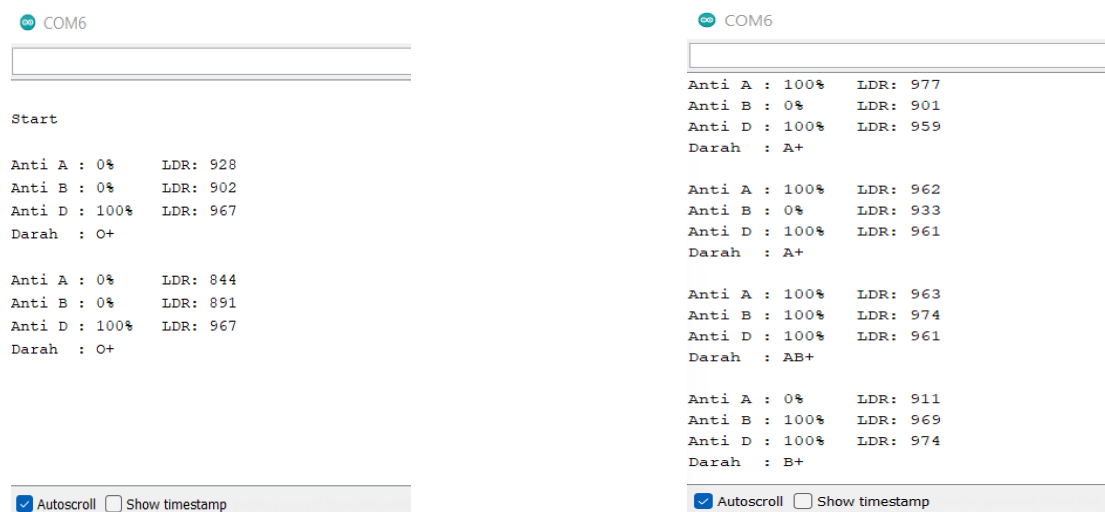 COM6
Start
Anti A : 0% LDR: 928
Anti B : 0% LDR: 902
Anti D : 100% LDR: 967
Darah : O+
Anti A : 0% LDR: 844
Anti B : 0% LDR: 891
Anti D : 100% LDR: 967
Darah : O+
Autoscroll Show timestamp
COM6
Anti A : 100% LDR: 977
Anti B : 0% LDR: 901
Anti D : 100% LDR: 959
Darah : A+
Anti A : 100% LDR: 962
Anti B : 0% LDR: 933
Anti D : 100% LDR: 961
Darah : A+
Anti A : 100% LDR: 963
Anti B : 100% LDR: 974
Anti D : 100% LDR: 961
Darah : AB+
Anti A : 0% LDR: 911
Anti B : 100% LDR: 969
Anti D : 100% LDR: 974
Darah : B+
Autoscroll Show timestamp